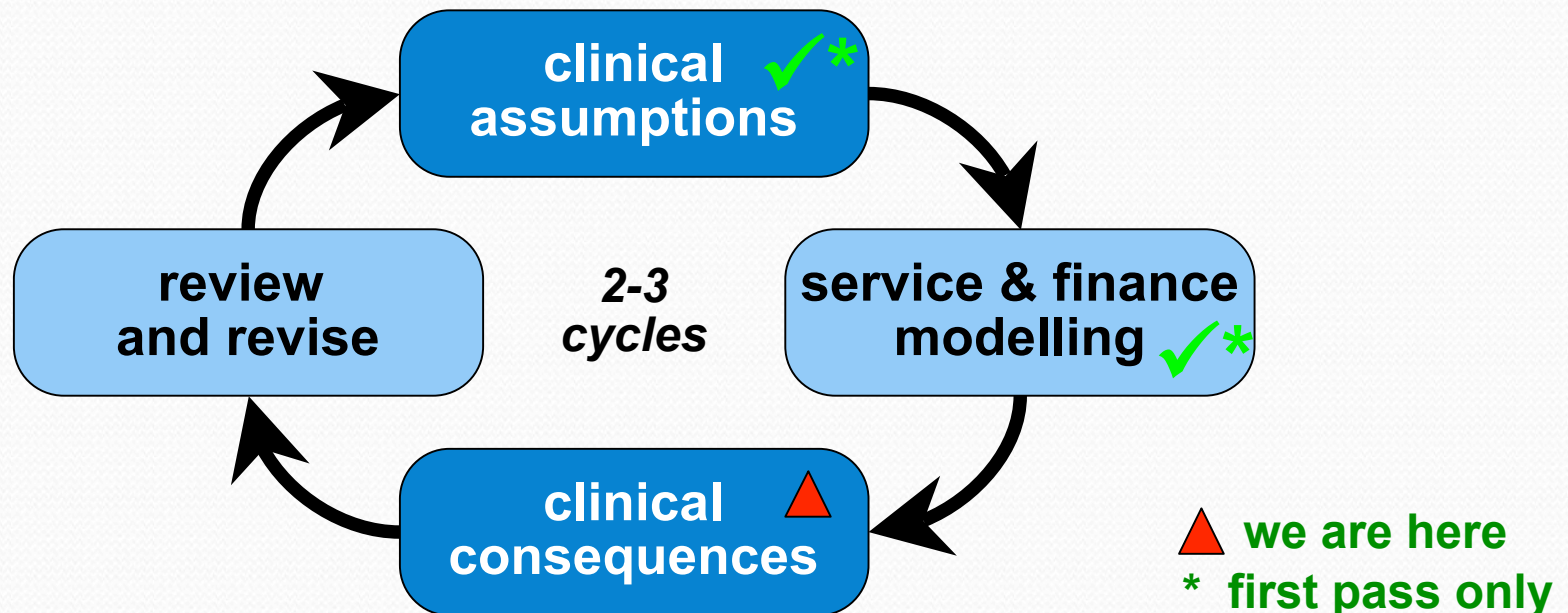 clinical ✓*
assumptions
review
and revise
2-3
cycles
service & finance
modelling ✓*
clinical
consequences
we are here
* first pass only